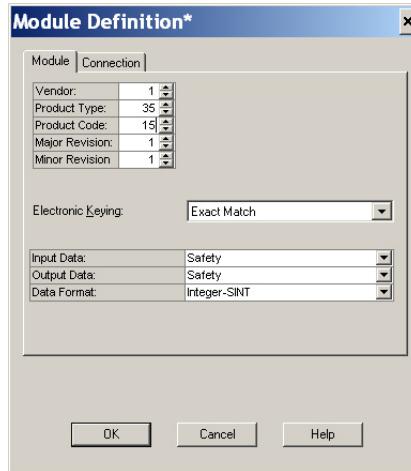 Module Definition*
Module Connection
Vendor: 1
Product Type: 35
Product Code: 15
Major Revision: 1
Minor Revision 1
Electronic Keying: Exact Match
Input Data: Safety
Output Data: Safety
Data Format: Integer-SINT
OK Cancel Help